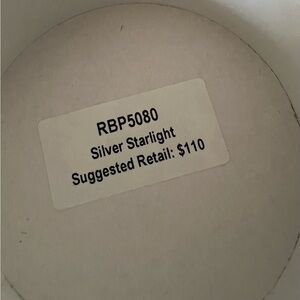 RBP5080
Silver Starlight
Suggested Retail: $110